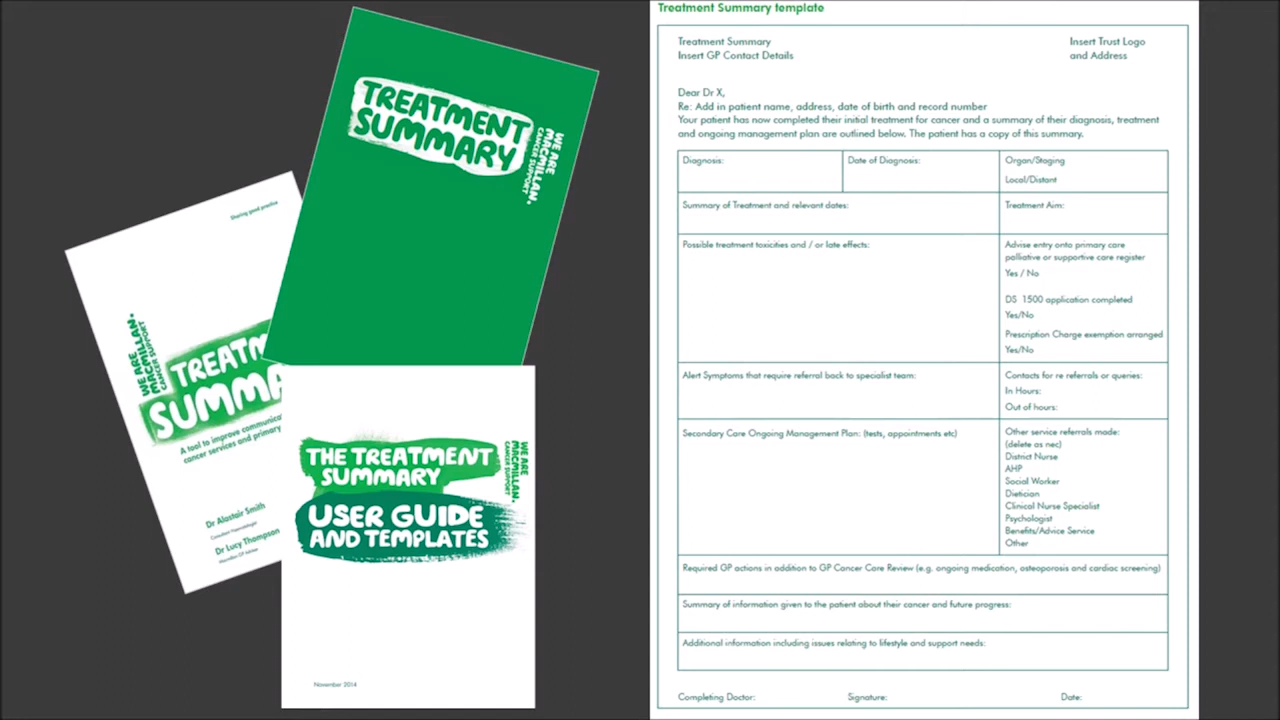 TREATMENT
SUMMARY
WE ARE
MACMILLAN.
CANCER SUPPORT
Sharing good practice
WE ARE
MACMILLAN.
CANCER SUPPORT
TREATM
SUMMA
A tool to improve communica
cancer services and primary
Dr Alastair Smith
Consultant Haematologist
Dr Lucy Thompson
Macmillan GP Adviser
THE TREATMENT
SUMMARY
USER GUIDE
AND TEMPLATES
WE ARE
MACMILLAN.
CANCER SUPPORT
November 2014
Treatment Summary template
Treatment Summary
Insert GP Contact Details
Insert Trust Logo
and Address
Dear Dr X,
Re: Add in patient name, address, date of birth and record number
Your patient has now completed their initial treatment for cancer and a summary of their diagnosis, treatment
and ongoing management plan are outlined below. The patient has a copy of this summary.
Diagnosis:
Date of Diagnosis:
Organ/Staging
Local/Distant
Summary of Treatment and relevant dates:
Treatment Aim:
Possible treatment toxicities and / or late effects:
Advise entry onto primary care
palliative or supportive care register
Yes / No
DS 1500 application completed
Yes/No
Prescription Charge exemption arranged
Yes/No
Alert Symptoms that require referral back to specialist team:
Contacts for re referrals or queries:
In Hours:
Out of hours:
Secondary Care Ongoing Management Plan: (tests, appointments etc)
Other service referrals made:
(delete as nec)
District Nurse
AHP
Social Worker
Dietician
Clinical Nurse Specialist
Psychologist
Benefits/Advice Service
Other
Required GP actions in addition to GP Cancer Care Review (e.g. ongoing medication, osteoporosis and cardiac screening)
Summary of information given to the patient about their cancer and future progress:
Additional information including issues relating to lifestyle and support needs:
Completing Doctor:
Signature:
Date: